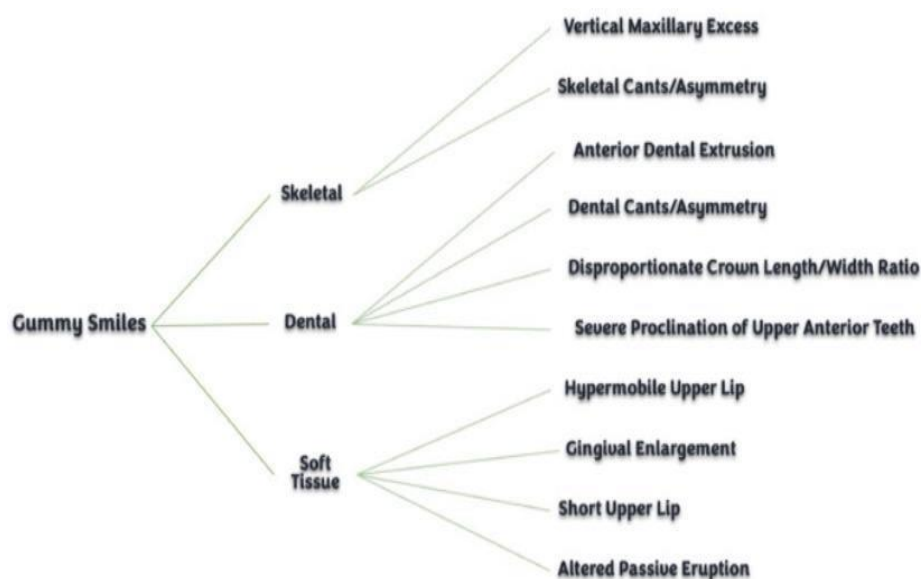 Vertical Maxillary Excess
Skeletal Cants/Asymmetry
Anterior Dental Extrusion
Skeletal
Dental Cants/Asymmetry
Disproportionate Crown Length/Width Ratio
Gummy Smiles
Dental
Severe Proclination of Upper Anterior Teeth
Hypermobile Upper Lip
Gingival Enlargement
Soft
Tissue
Short Upper Lip
Altered Passive Eruption